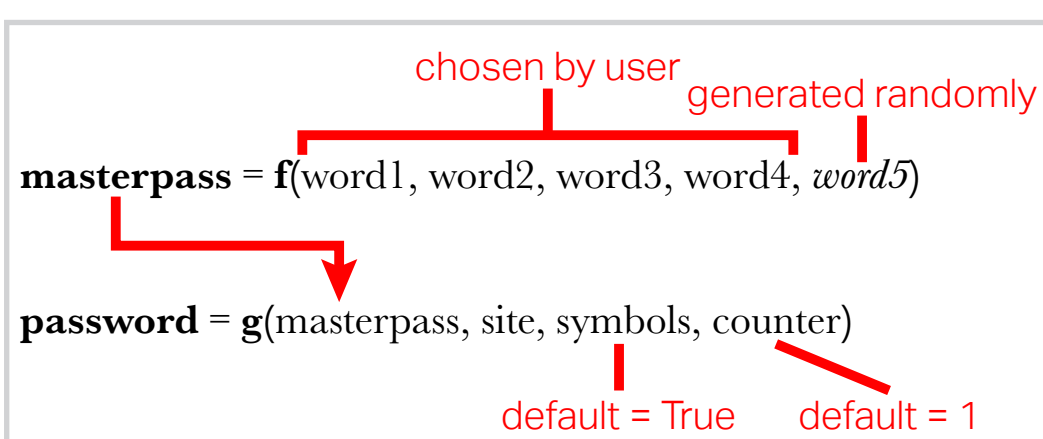 chosen by user
generated randomly
masterpass = f(word1, word2, word3, word4, word5)
password = g(masterpass, site, symbols, counter)
default = True
default = 1